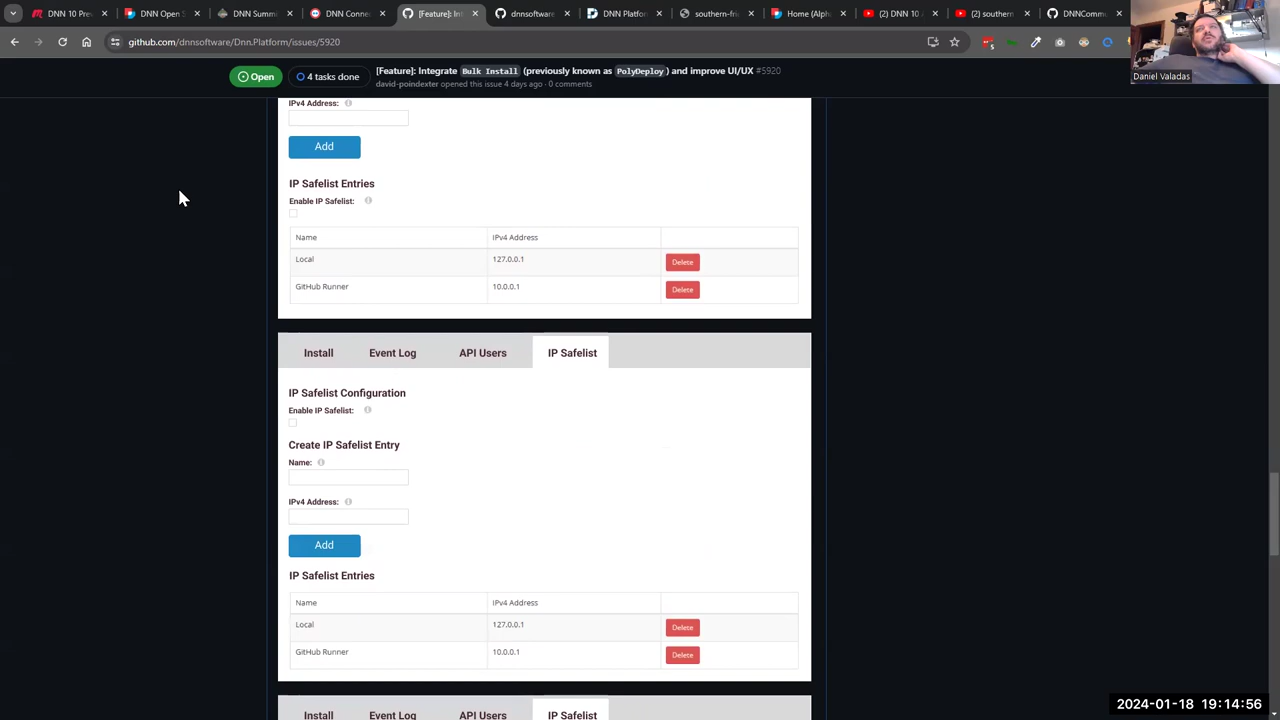 DNN 10 Pres
DNN Open S
DNN Summi
DNN Connec
[Feature]: Int
dnnsoftware
DNN Platfo
southern-frie
Home (Alph
(2) DNN 10
(2) southern
DNNComm
github.com/dnnsoftware/Dnn.Platform/issues/5920
Daniel Valadas
Open
4 tasks done
[Feature]: Integrate Bulk Install (previously known as PolyDeploy) and improve UI/UX #5920
david-poindexter opened this issue 4 days ago · 0 comments
IPv4 Address:
Add
IP Safelist Entries
Enable IP Safelist:
Name IPv4 Address
Local 127.0.0.1 Delete
GitHub Runner 10.0.0.1 Delete
Install Event Log API Users IP Safelist
IP Safelist Configuration
Enable IP Safelist:
Create IP Safelist Entry
Name:
IPv4 Address:
Add
IP Safelist Entries
Name IPv4 Address
Local 127.0.0.1 Delete
GitHub Runner 10.0.0.1 Delete
Install Event Log API Users IP Safelist
2024-01-18 19:14:56